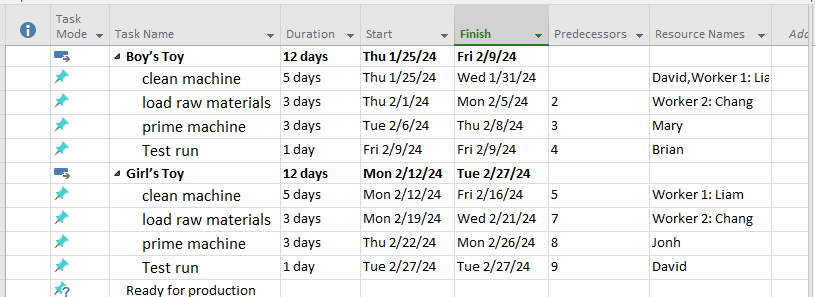 Task Mode Task Name Duration Start Finish Predecessors Resource Names Add
Boy's Toy 12 days Thu 1/25/24 Fri 2/9/24
clean machine 5 days Thu 1/25/24 Wed 1/31/24 David,Worker 1: Liam
load raw materials 3 days Thu 2/1/24 Mon 2/5/24 2 Worker 2: Chang
prime machine 3 days Tue 2/6/24 Thu 2/8/24 3 Mary
Test run 1 day Fri 2/9/24 Fri 2/9/24 4 Brian
Girl's Toy 12 days Mon 2/12/24 Tue 2/27/24
clean machine 5 days Mon 2/12/24 Fri 2/16/24 5 Worker 1: Liam
load raw materials 3 days Mon 2/19/24 Wed 2/21/24 7 Worker 2: Chang
prime machine 3 days Thu 2/22/24 Mon 2/26/24 8 Jonh
Test run 1 day Tue 2/27/24 Tue 2/27/24 9 David
Ready for production